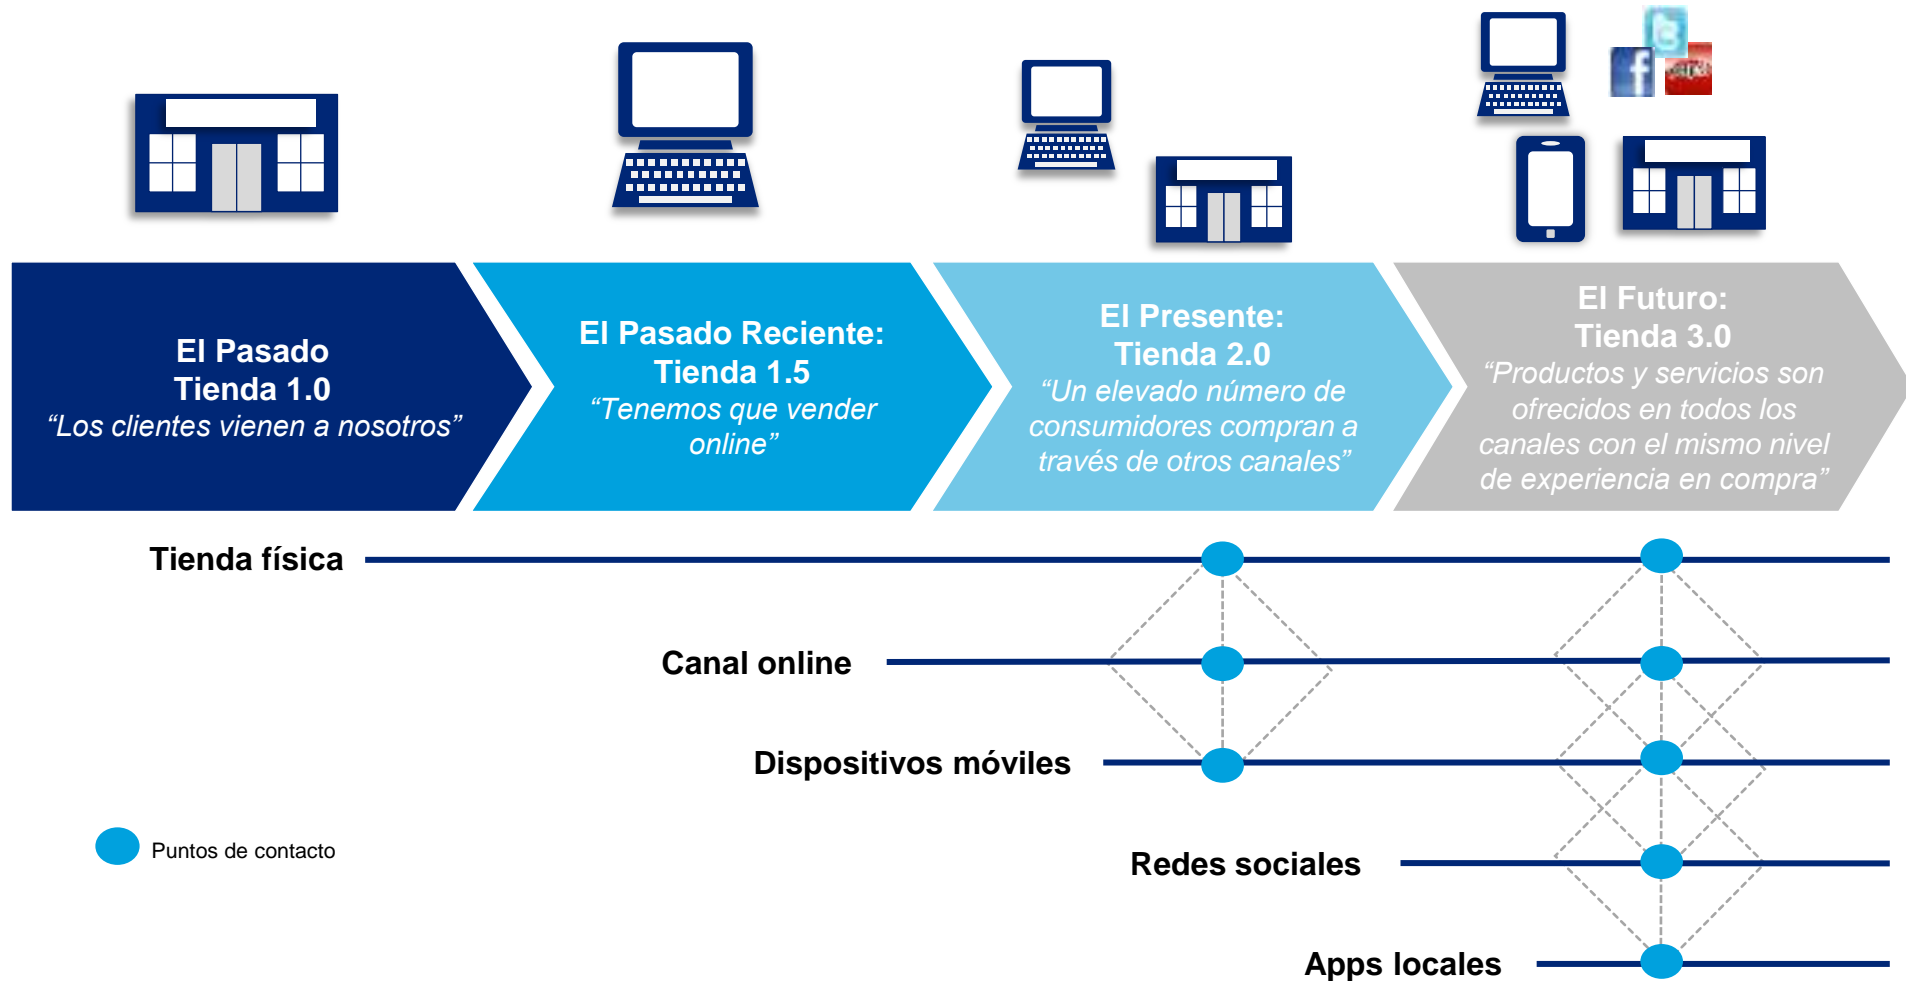 El Pasado
Tienda 1.0
“Los clientes vienen a nosotros”
El Pasado Reciente:
Tienda 1.5
“Tenemos que vender
online”
El Presente:
Tienda 2.0
“Un elevado número de
consumidores compran a
través de otros canales”
El Futuro:
Tienda 3.0
“Productos y servicios son
ofrecidos en todos los
canales con el mismo nivel
de experiencia en compra”
Tienda física
Canal online
Dispositivos móviles
Puntos de contacto
Redes sociales
Apps locales